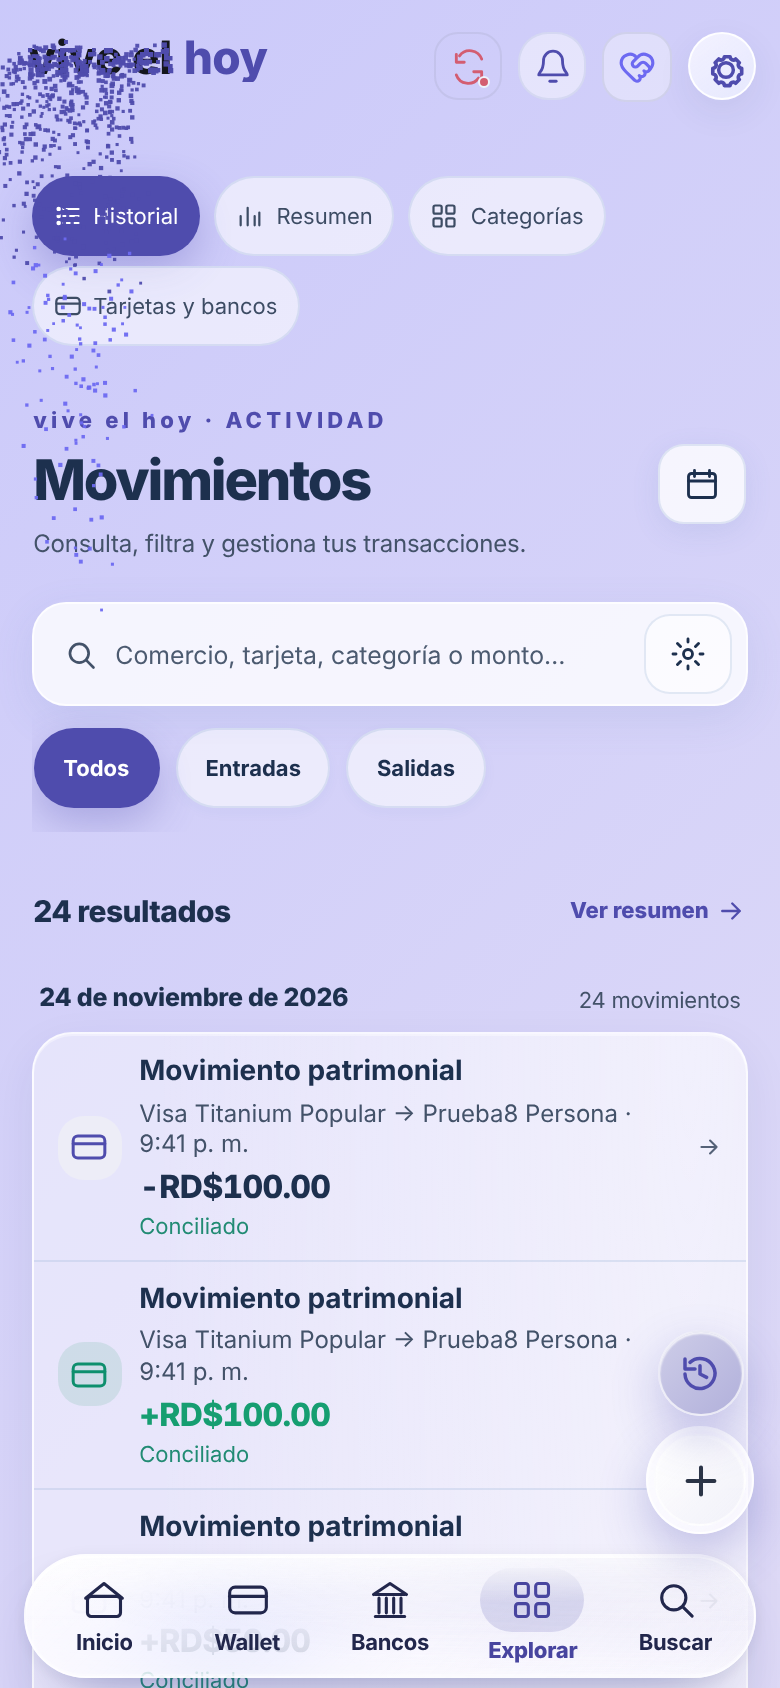 vive el hoy
Historial
Resumen
Categorías
Tarjetas y bancos
vive el hoy · ACTIVIDAD
Movimientos
Consulta, filtra y gestiona tus transacciones.
Comercio, tarjeta, categoría o monto...
Todos
Entradas
Salidas
24 resultados
Ver resumen →
24 de noviembre de 2026
24 movimientos
Movimiento patrimonial
Visa Titanium Popular → Prueba8 Persona ·
9:41 p. m.
-RD$100.00
Conciliado
Movimiento patrimonial
Visa Titanium Popular → Prueba8 Persona ·
9:41 p. m.
+RD$100.00
Conciliado
Movimiento patrimonial
Inicio
Wallet
Bancos
Explorar
Buscar
Conciliado